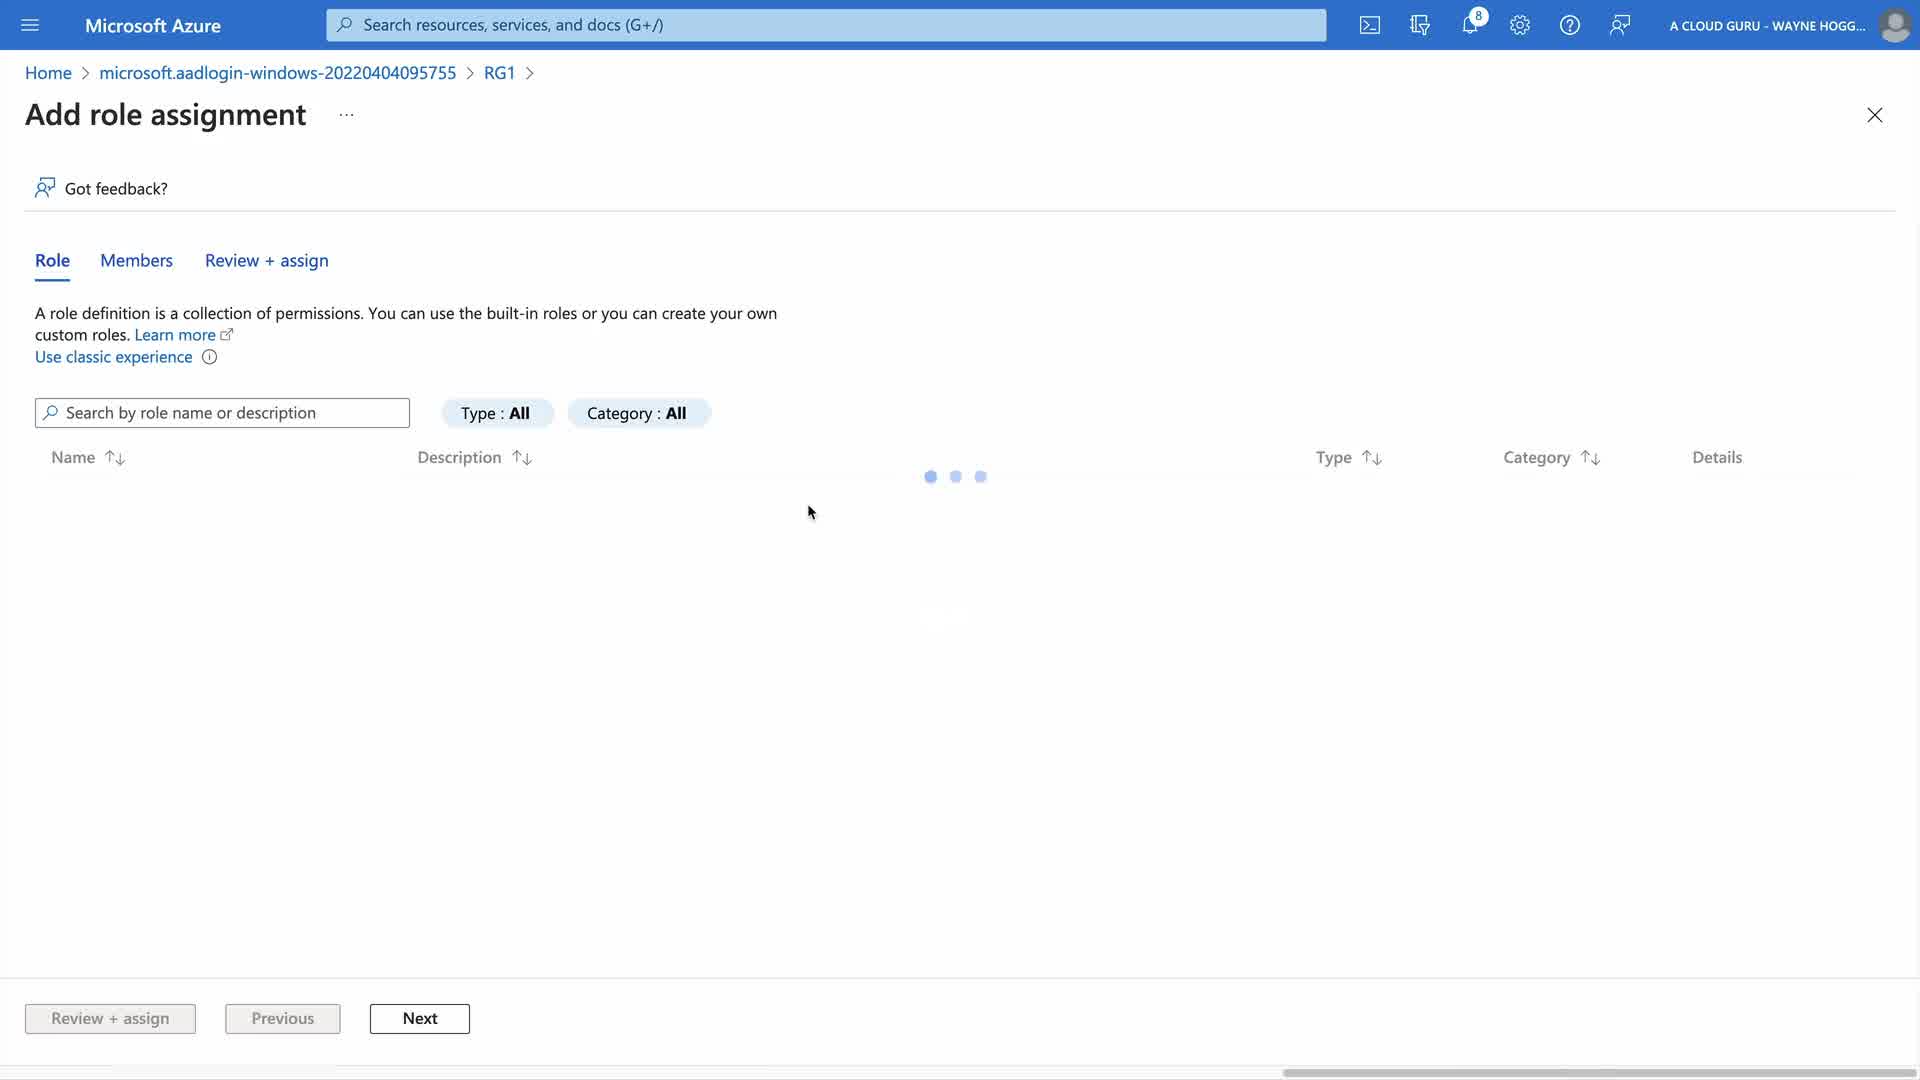 Microsoft Azure
Search resources, services, and docs (G+/)
8
A CLOUD GURU - WAYNE HOGG...
Home > microsoft.aadlogin-windows-20220404095755 > RG1 >
Add role assignment ...
Got feedback?
Role Members Review + assign
A role definition is a collection of permissions. You can use the built-in roles or you can create your own
custom roles. Learn more
Use classic experience
Search by role name or description
Type : All
Category : All
Name ↑↓ Description ↑↓ Type ↑↓ Category ↑↓ Details
Review + assign Previous Next